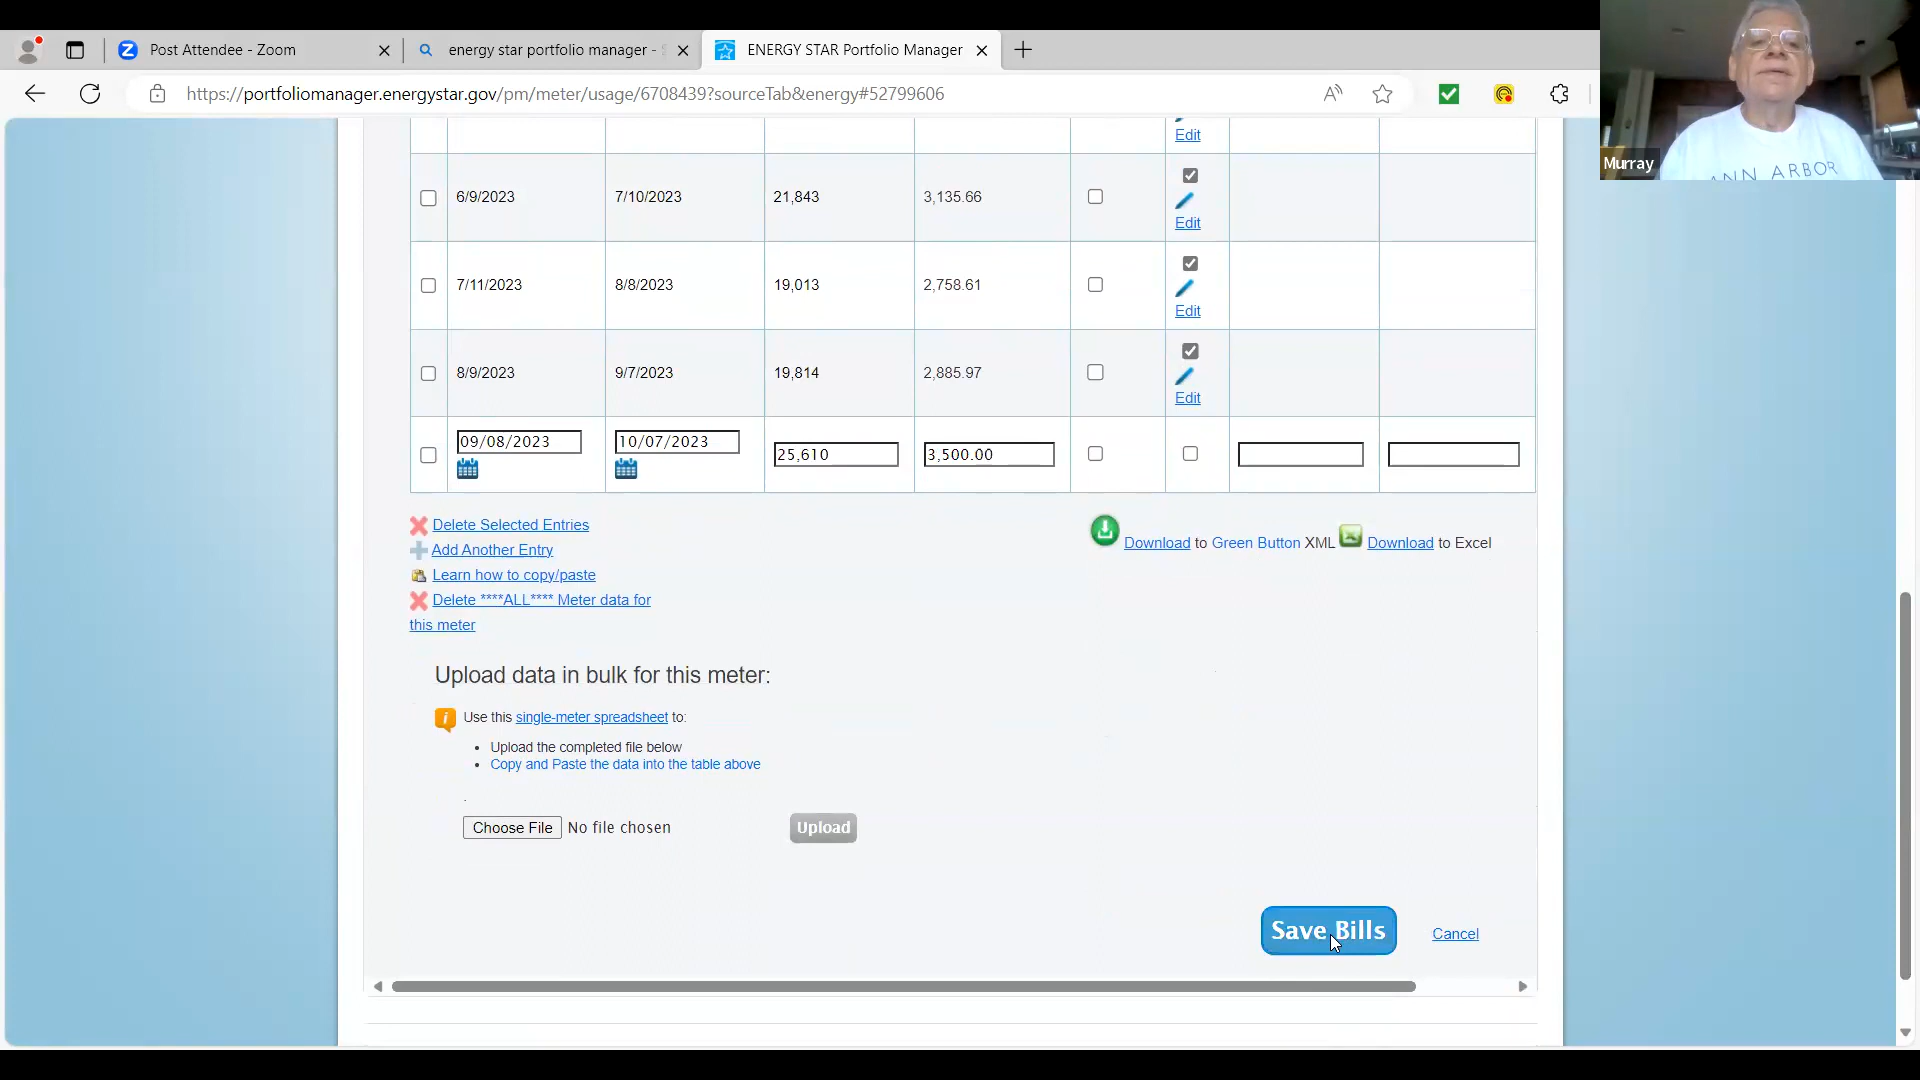 Post Attendee - Zoom
energy star portfolio manager -
ENERGY STAR Portfolio Manager
https://portfoliomanager.energystar.gov/pm/meter/usage/6708439?sourceTab&energy#52799606
Murray
ANN ARBOR
Edit
6/9/2023 7/10/2023 21,843 3,135.66 Edit
7/11/2023 8/8/2023 19,013 2,758.61 Edit
8/9/2023 9/7/2023 19,814 2,885.97 Edit
09/08/2023 10/07/2023 25,610 3,500.00
Delete Selected Entries
Add Another Entry
Learn how to copy/paste
Delete ****ALL**** Meter data for
this meter
Download to Green Button XML Download to Excel
Upload data in bulk for this meter:
Use this single-meter spreadsheet to:
• Upload the completed file below
• Copy and Paste the data into the table above
.
Choose File No file chosen Upload
Save Bills Cancel